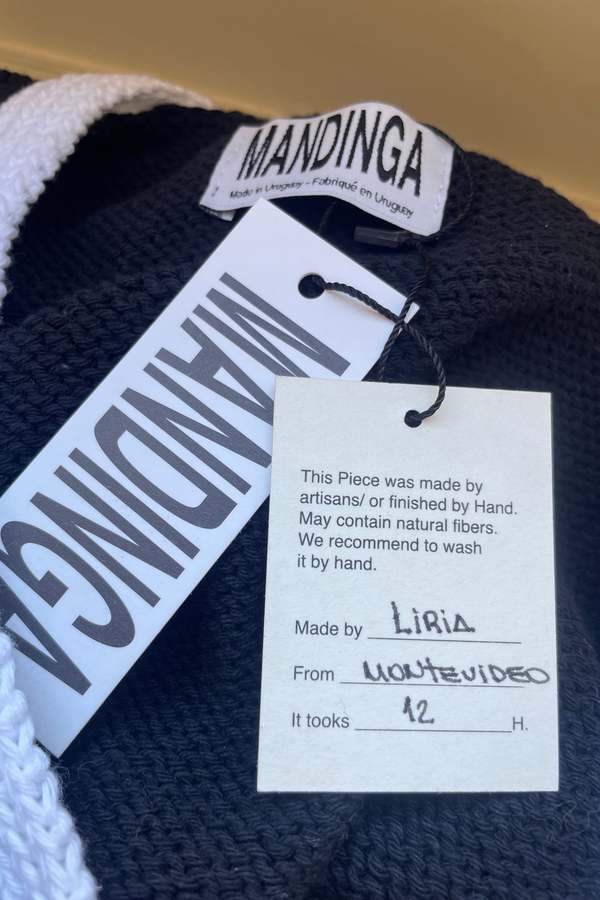 MANDINGA
Made in Uruguay - Fabriqué en Uruguay
MANDINGA
This Piece was made by
artisans/ or finished by Hand.
May contain natural fibers.
We recommend to wash
it by hand.
Made by LiRiA
From MONTEViDEO
It tooks 12 H.